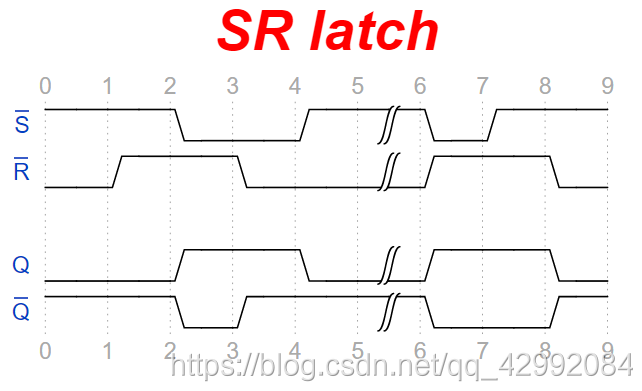 SR latch
0 1 2 3 4 5 6 7 8 9
S̅
R̅
Q
Q̅
0 1 2 3 4 5 6 7 8 9
https://blog.csdn.net/qq_42992084